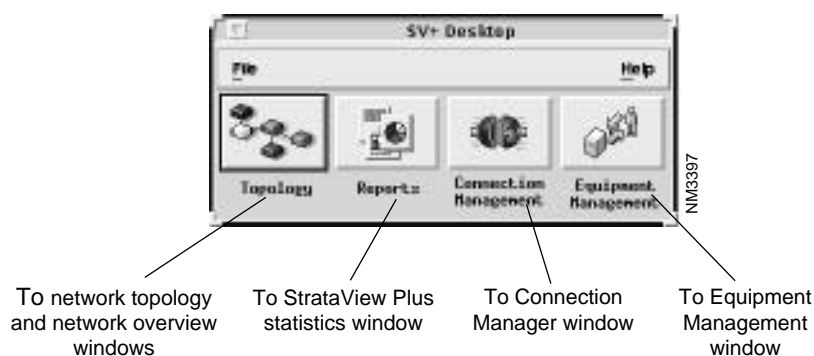 SV+ Desktop
File Help
Topology Reports Connection Management Equipment Management
NM3397
To network topology and network overview windows
To StrataView Plus statistics window
To Connection Manager window
To Equipment Management window